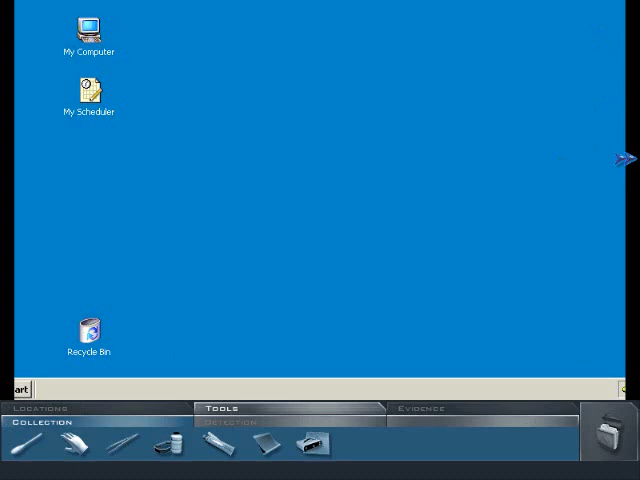 My Computer
My Scheduler
Recycle Bin
art
LOCATIONS
TOOLS
EVIDENCE
COLLECTION
DETECTION